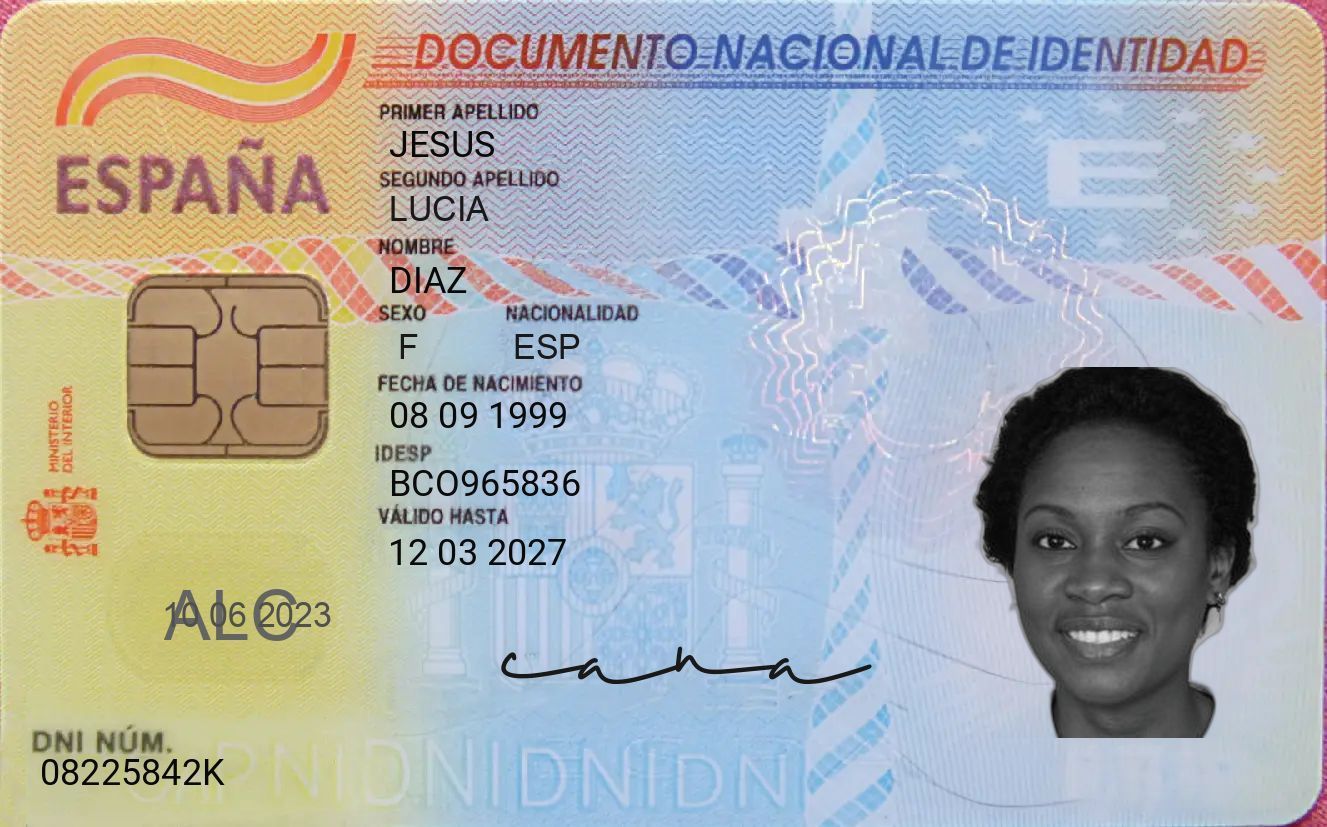 DOCUMENTO NACIONAL DE IDENTIDAD
ESPAÑA
PRIMER APELLIDO
JESUS
SEGUNDO APELLIDO
LUCIA
NOMBRE
DIAZ
SEXO NACIONALIDAD
F ESP
FECHA DE NACIMIENTO
08 09 1999
IDESP
BCO965836
VÁLIDO HASTA
12 03 2027
MINISTERIO
DEL INTERIOR
E
ALC
10 06 2023
cana
DNI NÚM.
08225842K
DNIDNIDNIDN